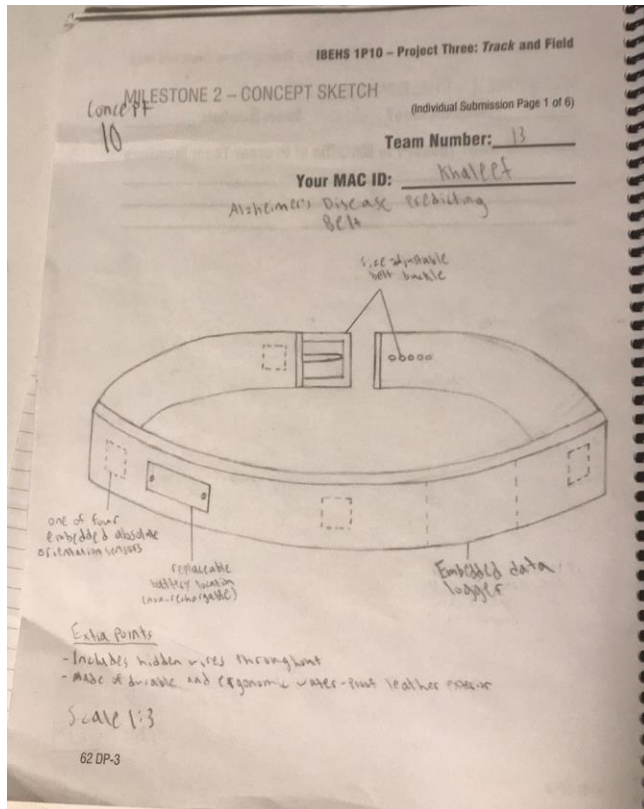 IBEHS 1P10 – Project Three: Track and Field
MILESTONE 2 – CONCEPT SKETCH
(Individual Submission Page 1 of 6)
Concept
10
Team Number: 13
Your MAC ID: Khaleef
Alzheimer's Disease Predicting
Belt
Size-adjustable
belt buckle
one of four
embedded absolute
orientation sensors
replaceable
battery location
(non-rechargable)
Embedded data
logger
Extra Points
- Includes hidden wires throughout
- Made of durable and ergonomic water-proof leather exterior
Scale 1:3
62 DP-3